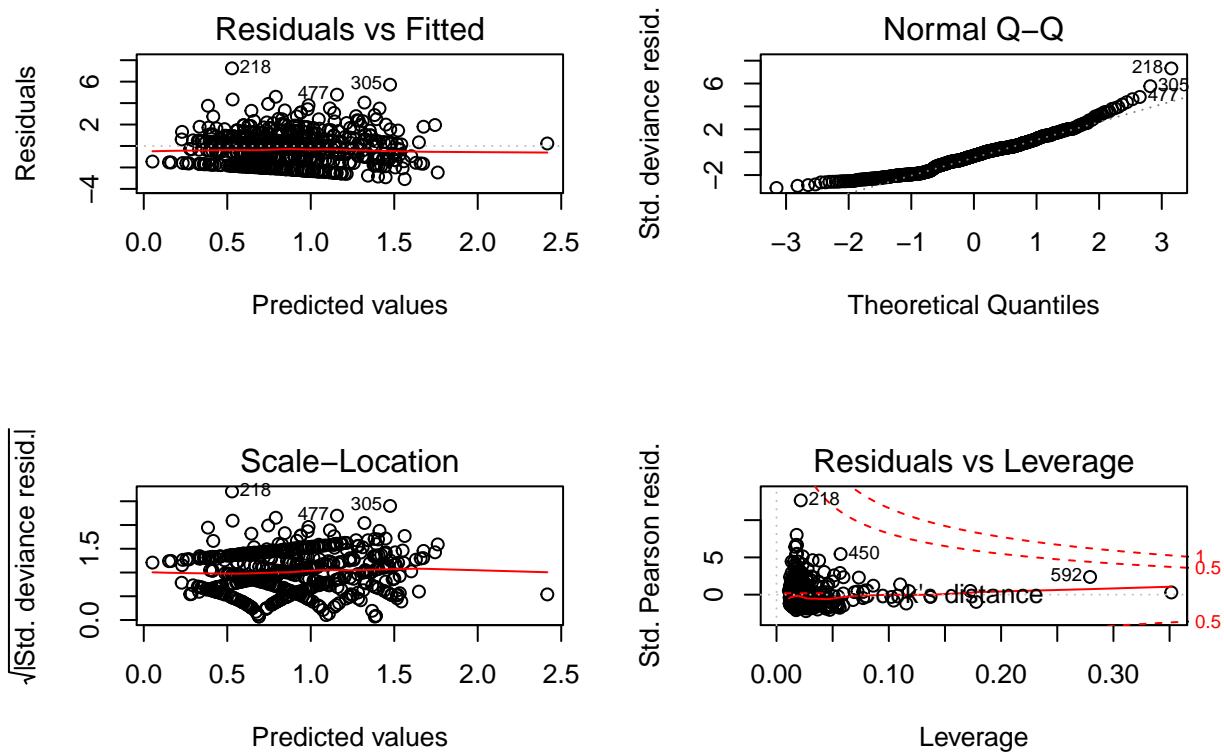 Residuals vs Fitted
Residuals
6
2
−4
218
477
305
0.0 0.5 1.0 1.5 2.0 2.5
Predicted values
Normal Q−Q
Std. deviance resid.
6
2
−2
218
305
477
−3 −2 −1 0 1 2 3
Theoretical Quantiles
Scale−Location
√|Std. deviance resid.|
1.5
0.0
218
477
305
0.0 0.5 1.0 1.5 2.0 2.5
Predicted values
Residuals vs Leverage
Std. Pearson resid.
5
0
218
450
592
1
0.5
0.5
ok's distance
0.00 0.10 0.20 0.30
Leverage